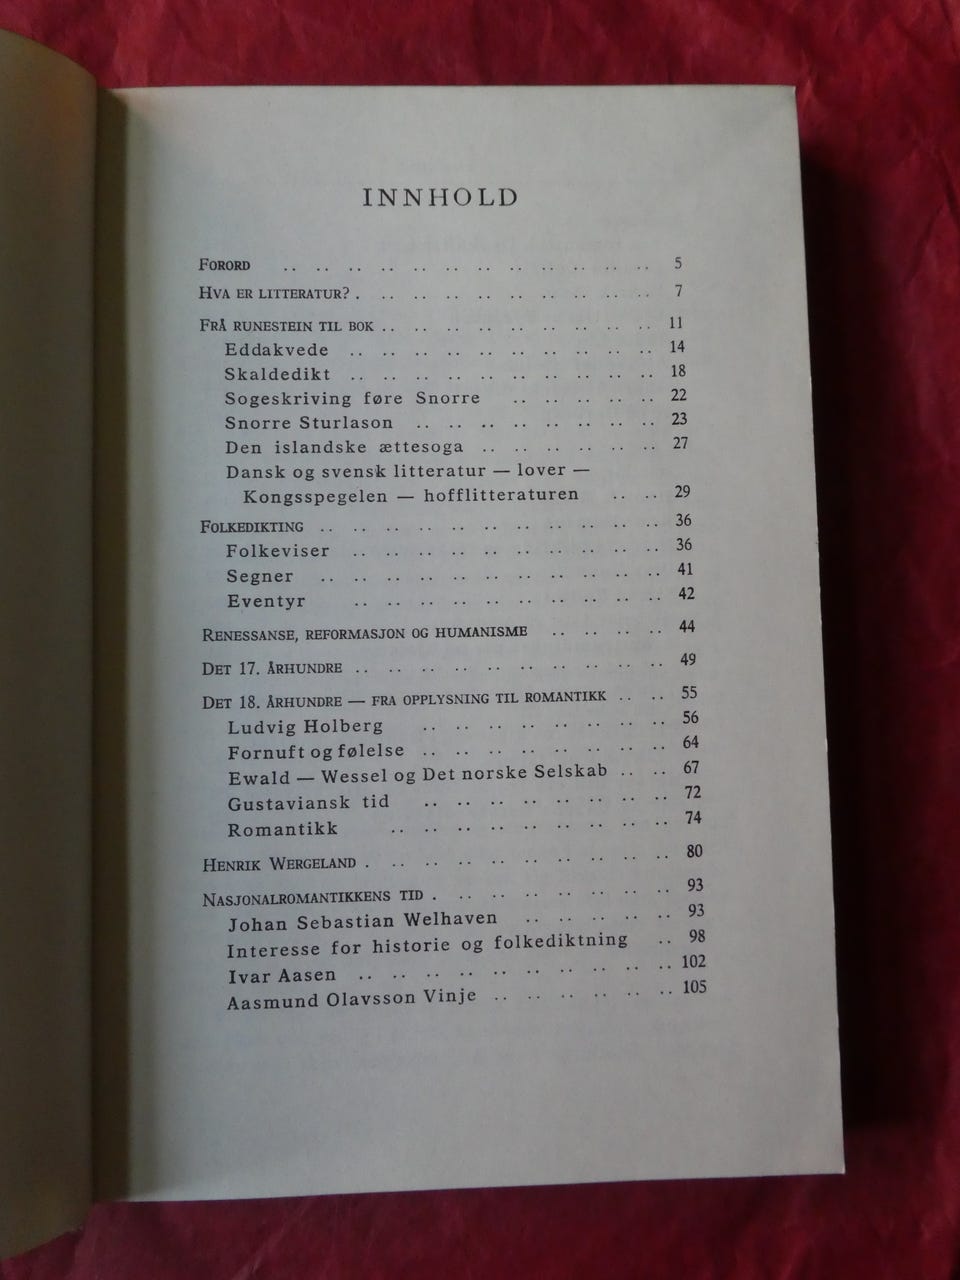 INNHOLD
FORORD .. .. .. .. .. .. .. .. .. .. .. .. 5
HVA ER LITTERATUR? . .. .. .. .. .. .. .. .. .. 7
FRÅ RUNESTEIN TIL BOK .. .. .. .. .. .. .. .. .. 11
Eddakvede .. .. .. .. .. .. .. .. .. .. 14
Skaldedikt .. .. .. .. .. .. .. .. .. .. 18
Sogeskriving føre Snorre .. .. .. .. .. 22
Snorre Sturlason .. .. .. .. .. .. .. .. 23
Den islandske ættesoga .. .. .. .. .. .. 27
Dansk og svensk litteratur — lover —
Kongsspegelen — hofflitteraturen .. .. 29
FOLKEDIKTING .. .. .. .. .. .. .. .. .. .. .. 36
Folkeviser .. .. .. .. .. .. .. .. .. .. 36
Segner .. .. .. .. .. .. .. .. .. .. .. 41
Eventyr .. .. .. .. .. .. .. .. .. .. 42
RENESSANSE, REFORMASJON OG HUMANISME .. .. .. .. 44
DET 17. ÅRHUNDRE .. .. .. .. .. .. .. .. .. .. 49
DET 18. ÅRHUNDRE — FRA OPPLYSNING TIL ROMANTIKK .. .. 55
Ludvig Holberg .. .. .. .. .. .. .. .. 56
Fornuft og følelse .. .. .. .. .. .. .. .. 64
Ewald — Wessel og Det norske Selskab .. .. 67
Gustaviansk tid .. .. .. .. .. .. .. .. 72
Romantikk .. .. .. .. .. .. .. .. .. 74
HENRIK WERGELAND . .. .. .. .. .. .. .. .. .. 80
NASJONALROMANTIKKENS TID . .. .. .. .. .. .. .. 93
Johan Sebastian Welhaven .. .. .. .. .. 93
Interesse for historie og folkediktning .. 98
Ivar Aasen .. .. .. .. .. .. .. .. .. .. 102
Aasmund Olavsson Vinje .. .. .. .. .. .. 105